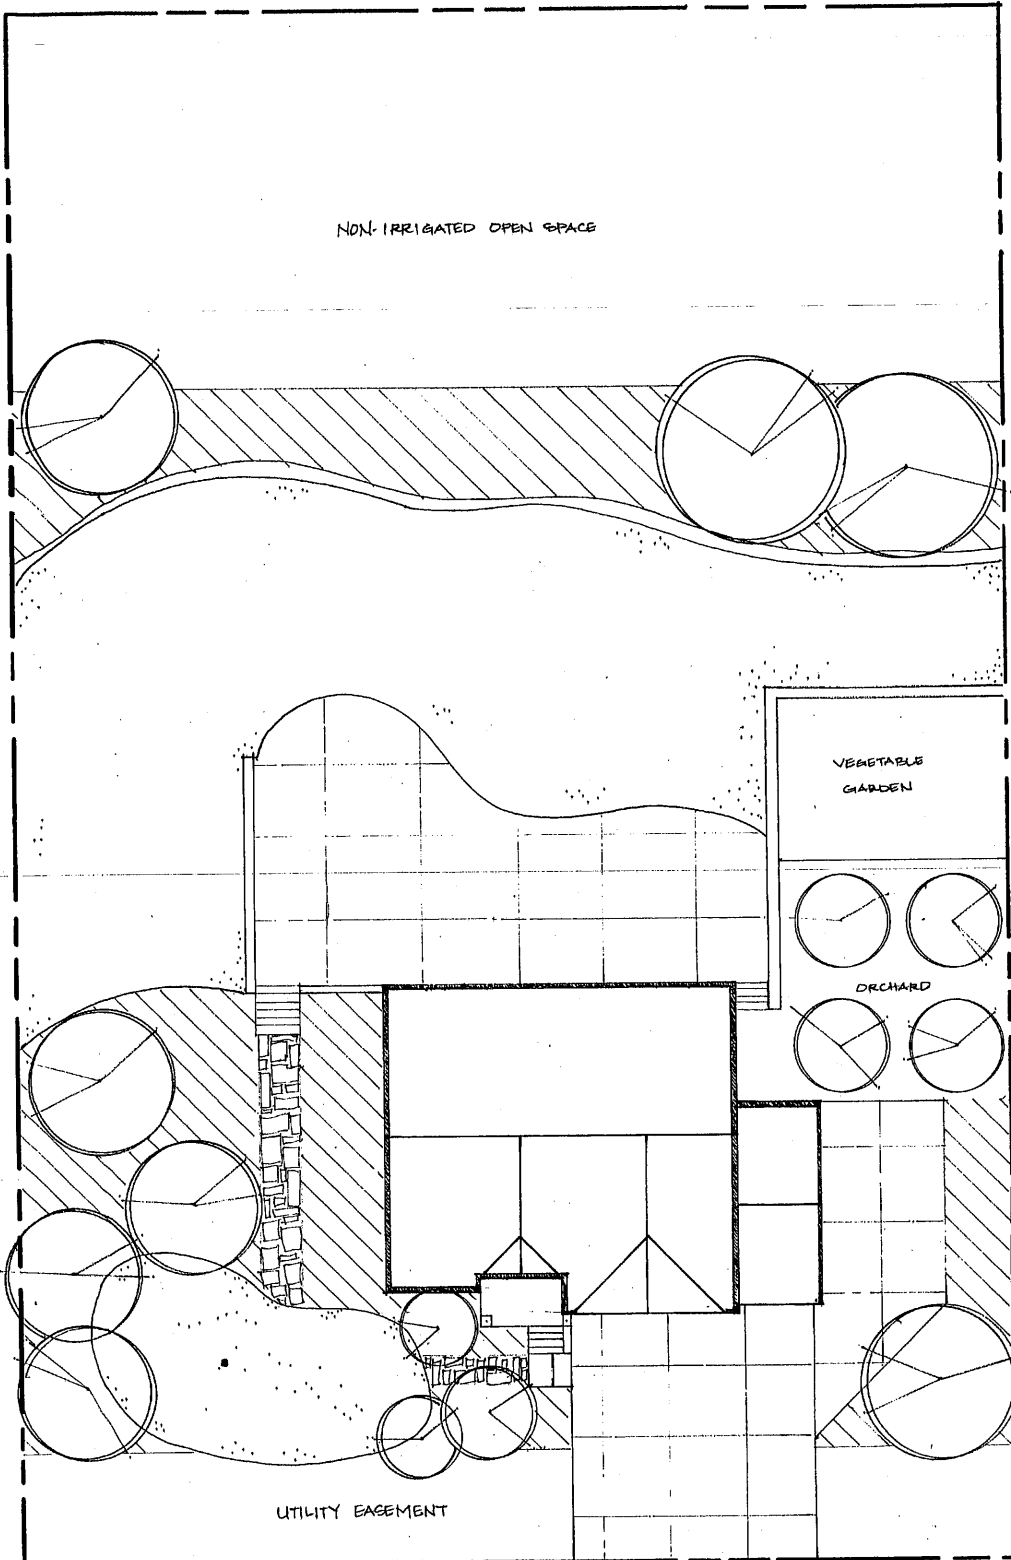 NON-IRRIGATED OPEN SPACE
VEGETABLE
GARDEN
ORCHARD
UTILITY EASEMENT